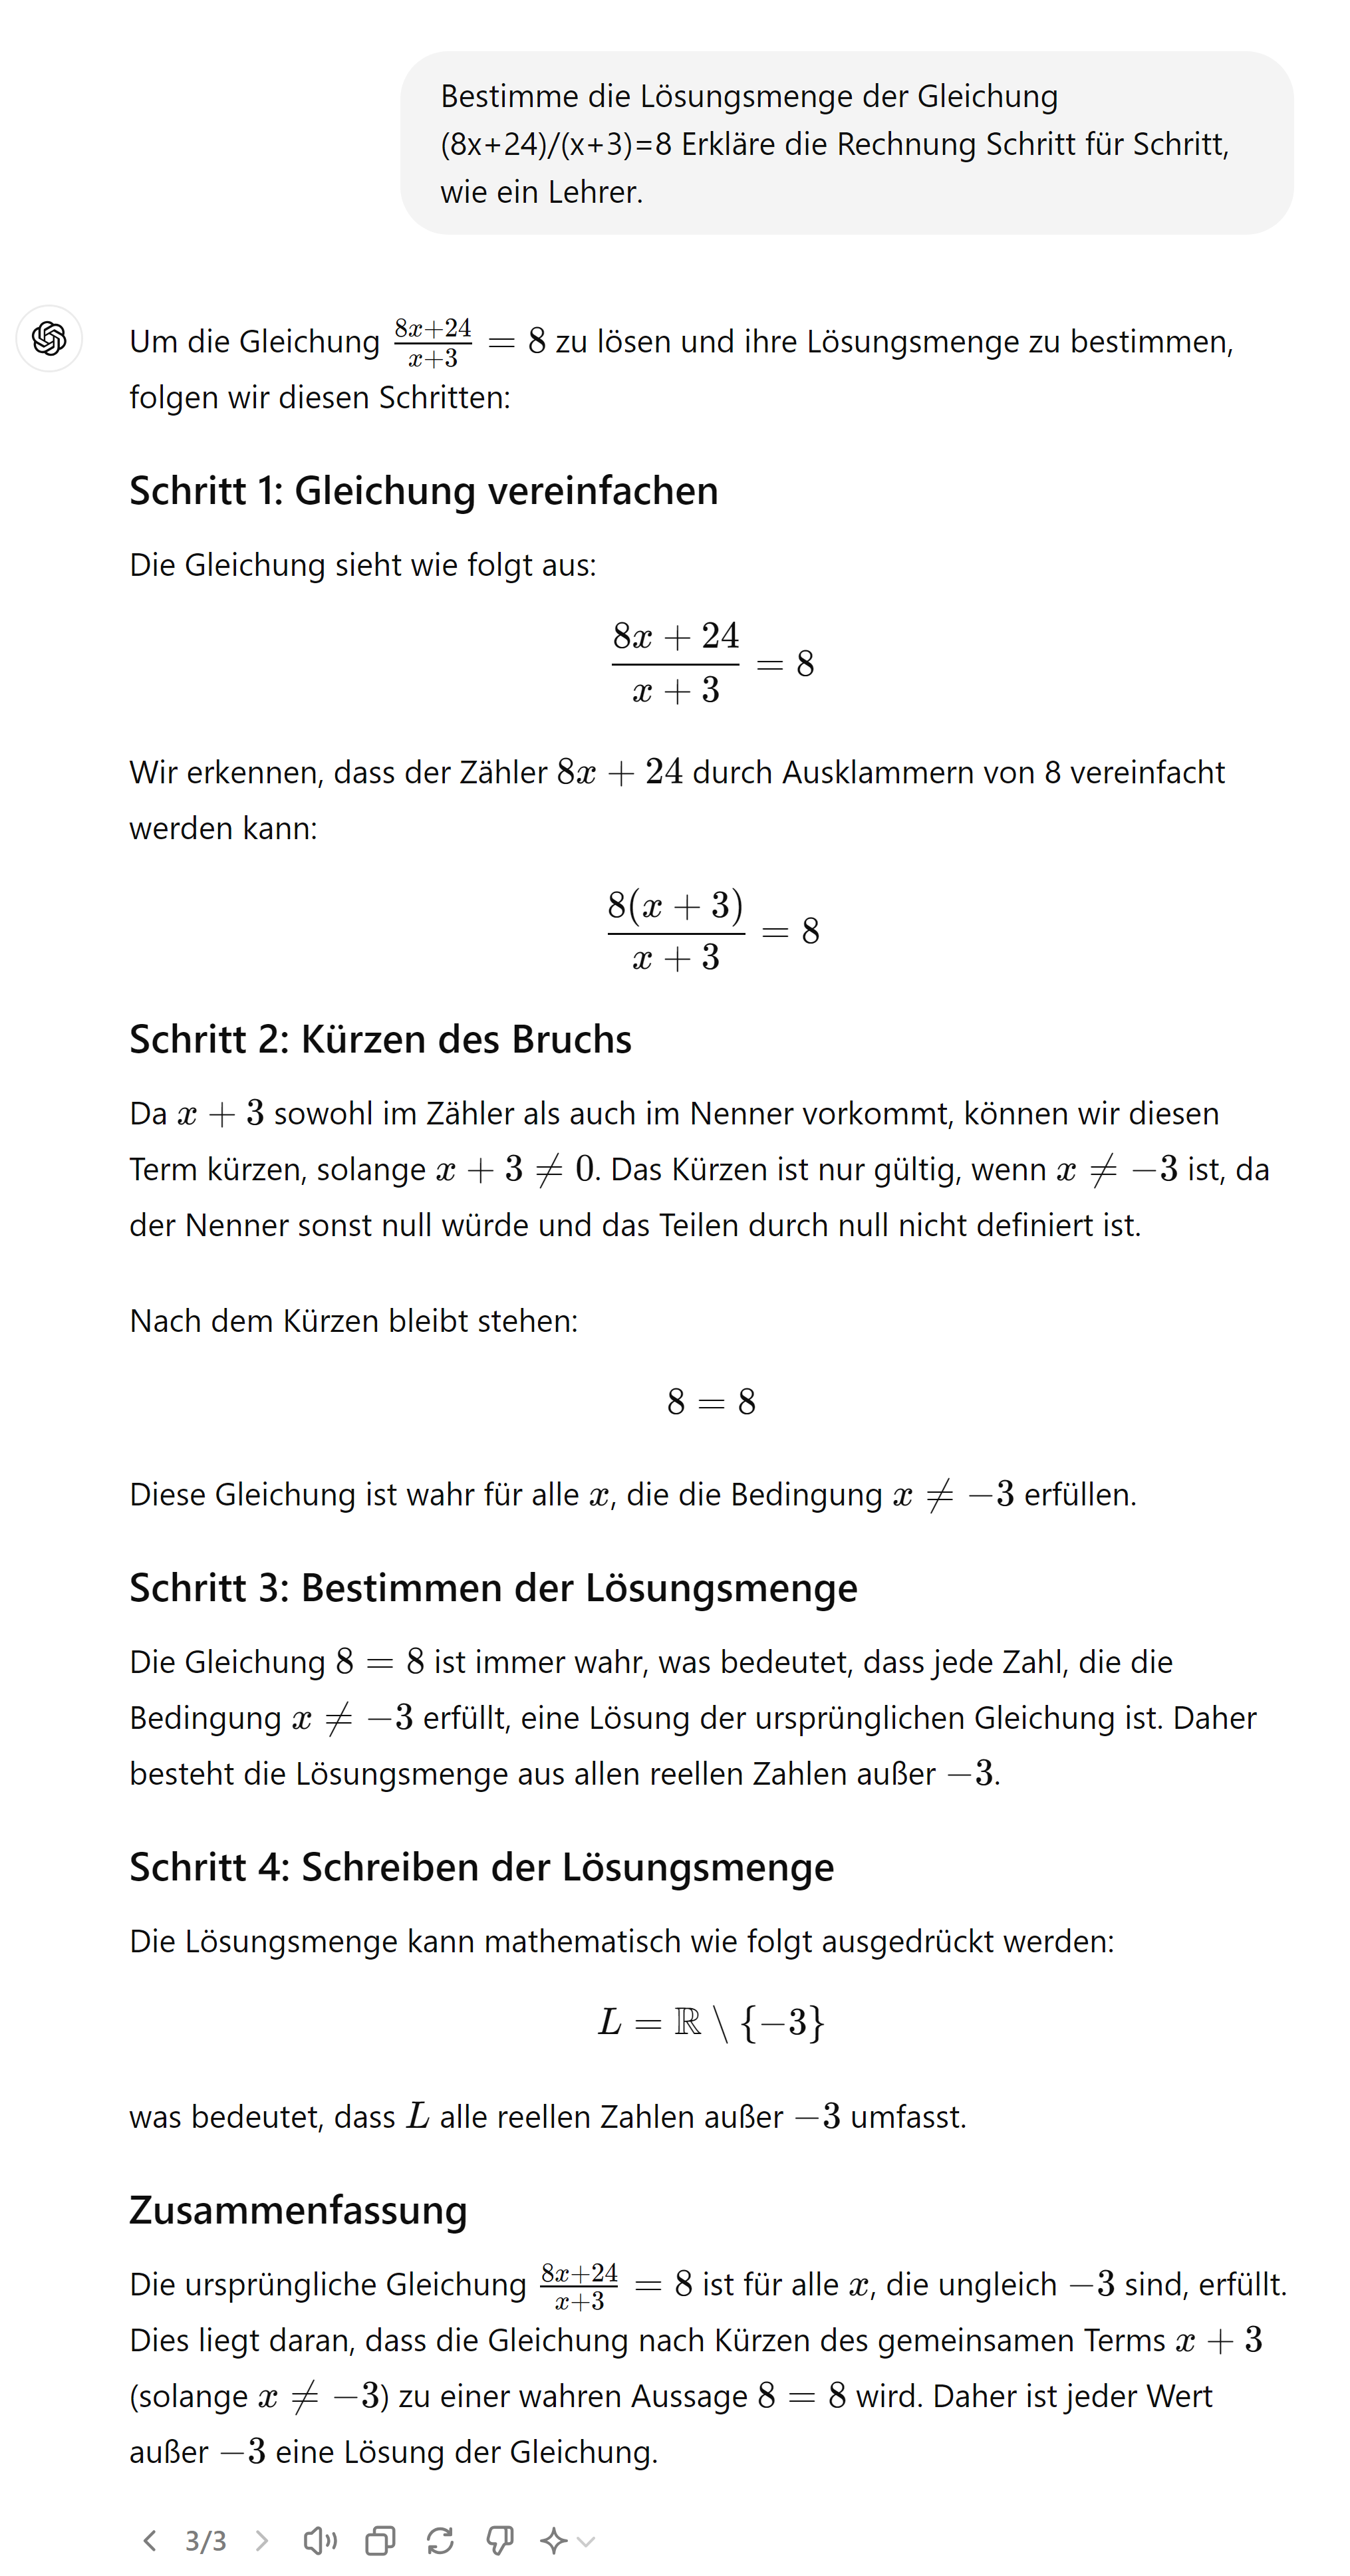 Bestimme die Lösungsmenge der Gleichung
(8x+24)/(x+3)=8 Erkläre die Rechnung Schritt für Schritt,
wie ein Lehrer.
Um die Gleichung \frac{8x+24}{x+3} = 8 zu lösen und ihre Lösungsmenge zu bestimmen,
folgen wir diesen Schritten:
Schritt 1: Gleichung vereinfachen
Die Gleichung sieht wie folgt aus:
\frac{8x + 24}{x + 3} = 8
Wir erkennen, dass der Zähler 8x + 24 durch Ausklammern von 8 vereinfacht
werden kann:
\frac{8(x + 3)}{x + 3} = 8
Schritt 2: Kürzen des Bruchs
Da x + 3 sowohl im Zähler als auch im Nenner vorkommt, können wir diesen
Term kürzen, solange x + 3 ≠ 0. Das Kürzen ist nur gültig, wenn x ≠ −3 ist, da
der Nenner sonst null würde und das Teilen durch null nicht definiert ist.
Nach dem Kürzen bleibt stehen:
8 = 8
Diese Gleichung ist wahr für alle x, die die Bedingung x ≠ −3 erfüllen.
Schritt 3: Bestimmen der Lösungsmenge
Die Gleichung 8 = 8 ist immer wahr, was bedeutet, dass jede Zahl, die die
Bedingung x ≠ −3 erfüllt, eine Lösung der ursprünglichen Gleichung ist. Daher
besteht die Lösungsmenge aus allen reellen Zahlen außer −3.
Schritt 4: Schreiben der Lösungsmenge
Die Lösungsmenge kann mathematisch wie folgt ausgedrückt werden:
L = ℝ \ {−3}
was bedeutet, dass L alle reellen Zahlen außer −3 umfasst.
Zusammenfassung
Die ursprüngliche Gleichung \frac{8x+24}{x+3} = 8 ist für alle x, die ungleich −3 sind, erfüllt.
Dies liegt daran, dass die Gleichung nach Kürzen des gemeinsamen Terms x + 3
(solange x ≠ −3) zu einer wahren Aussage 8 = 8 wird. Daher ist jeder Wert
außer −3 eine Lösung der Gleichung.
3/3